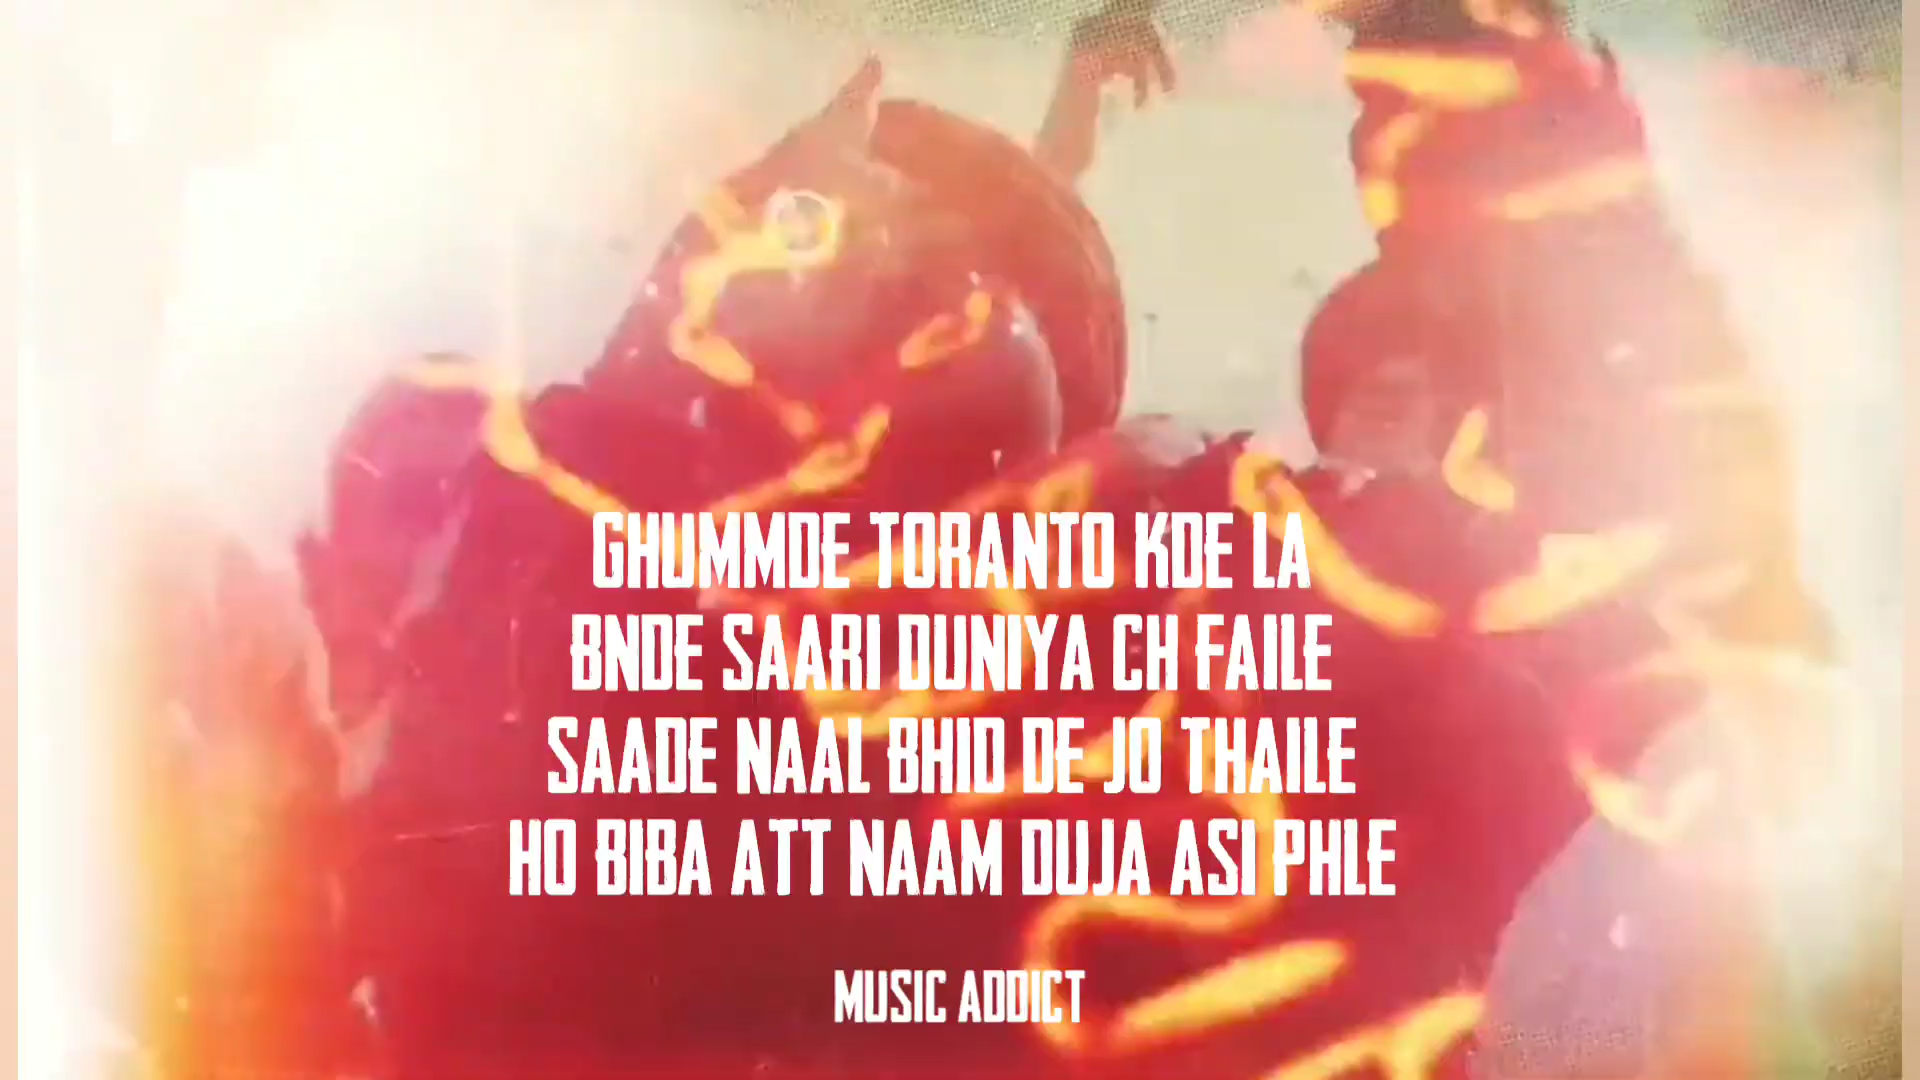 GHUMMDE TORANTO KDE LA
BNDE SAARI DUNIYA CH FAILE
SAADE NAAL BHID DE JO THAILE
HO BIBA ATT NAAM DUJA ASI PHLE
MUSIC ADDICT